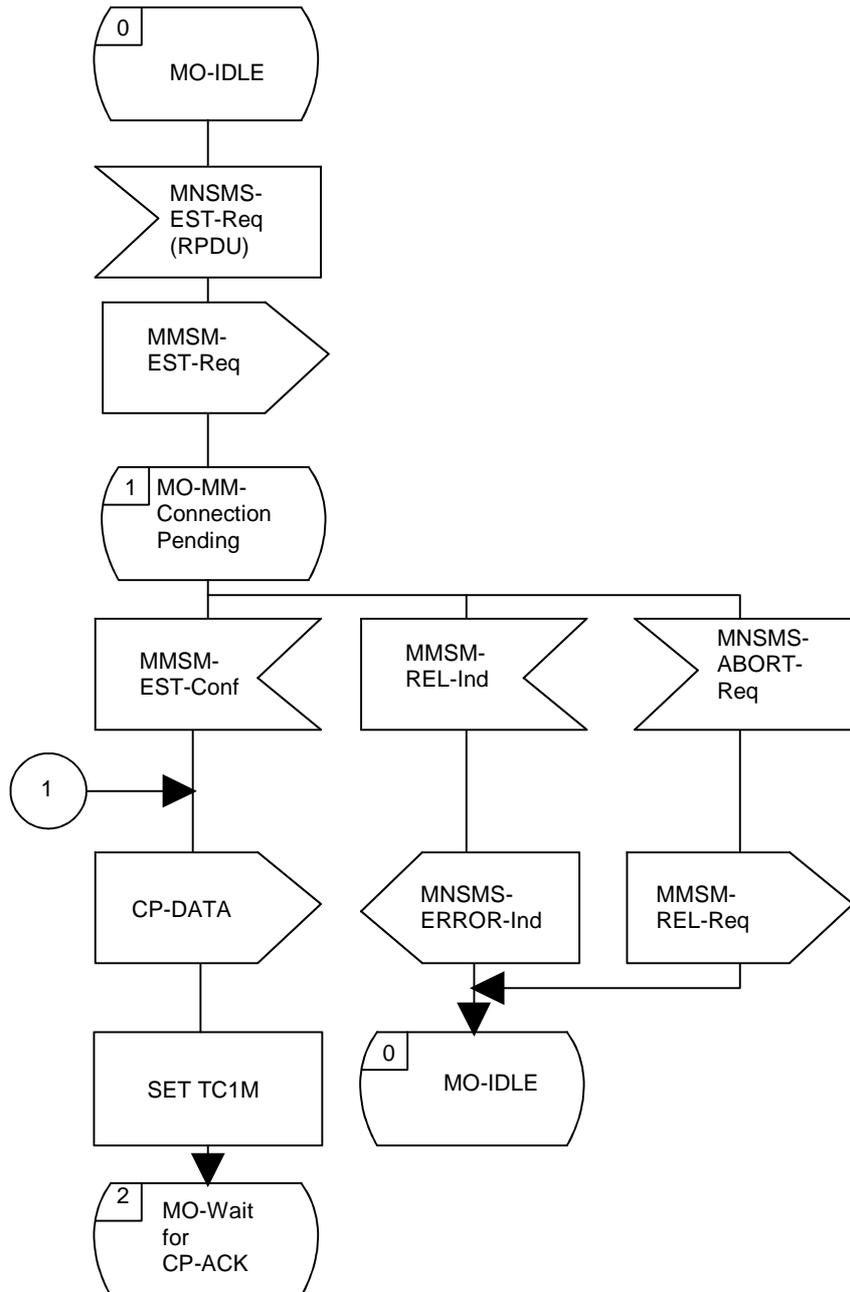 0
MO-IDLE
MNSMS-
EST-Req
(RPDU)
MMSM-
EST-Req
1
MO-MM-
Connection
Pending
MMSM-
EST-Conf
MMSM-
REL-Ind
MNSMS-
ABORT-
Req
1
CP-DATA
MNSMS-
ERROR-Ind
MMSM-
REL-Req
SET TC1M
0
MO-IDLE
2
MO-Wait
for
CP-ACK